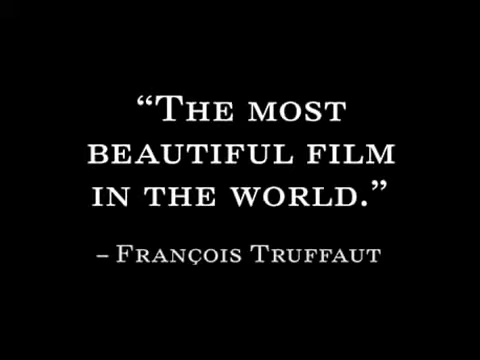 “The most
beautiful film
in the world.”
– François Truffaut